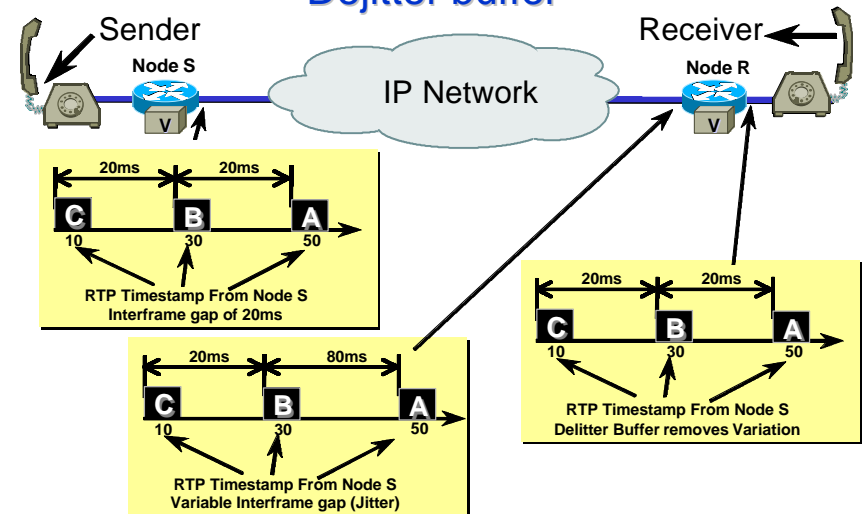 Dejitter buffer
Sender
Receiver
Node S
Node R
IP Network
V
V
20ms 20ms
C B A
10 30 50
RTP Timestamp From Node S
Interframe gap of 20ms
20ms 80ms
C B A
10 30 50
RTP Timestamp From Node S
Variable Interframe gap (Jitter)
20ms 20ms
C B A
10 30 50
RTP Timestamp From Node S
Delitter Buffer removes Variation